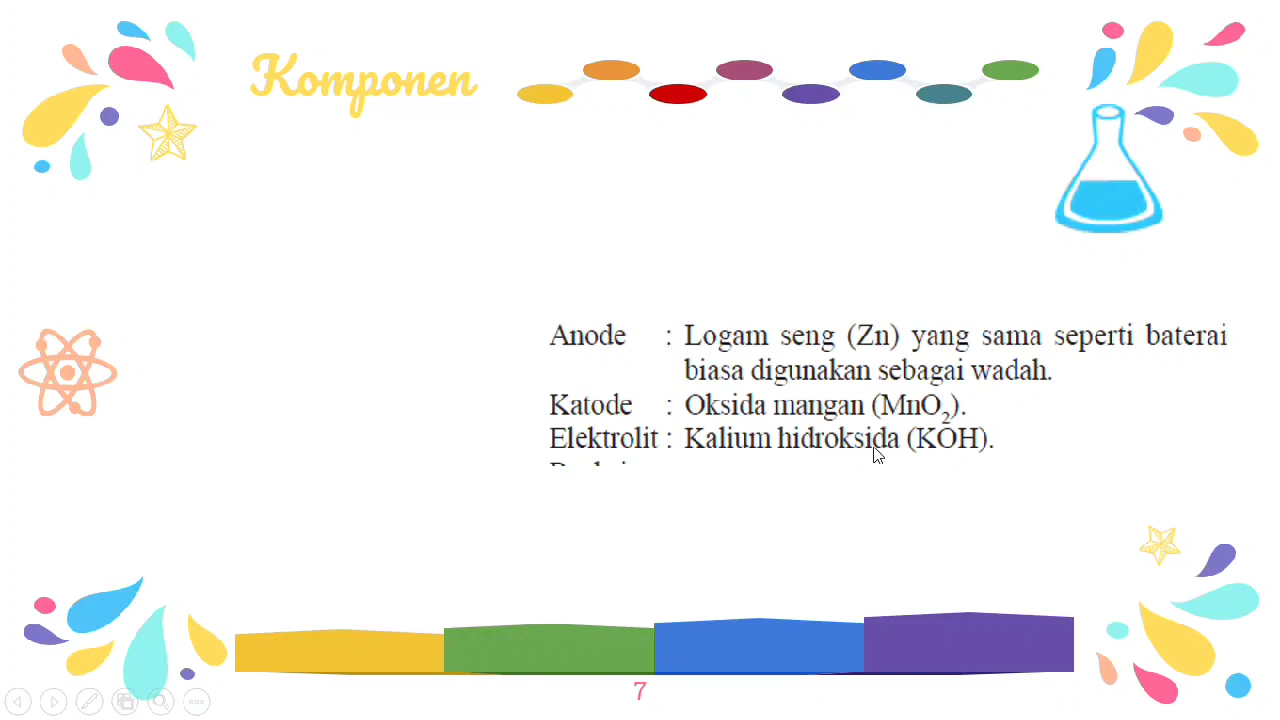 Komponen
Anode : Logam seng (Zn) yang sama seperti baterai
biasa digunakan sebagai wadah.
Katode : Oksida mangan (MnO₂).
Elektrolit : Kalium hidroksida (KOH).
7